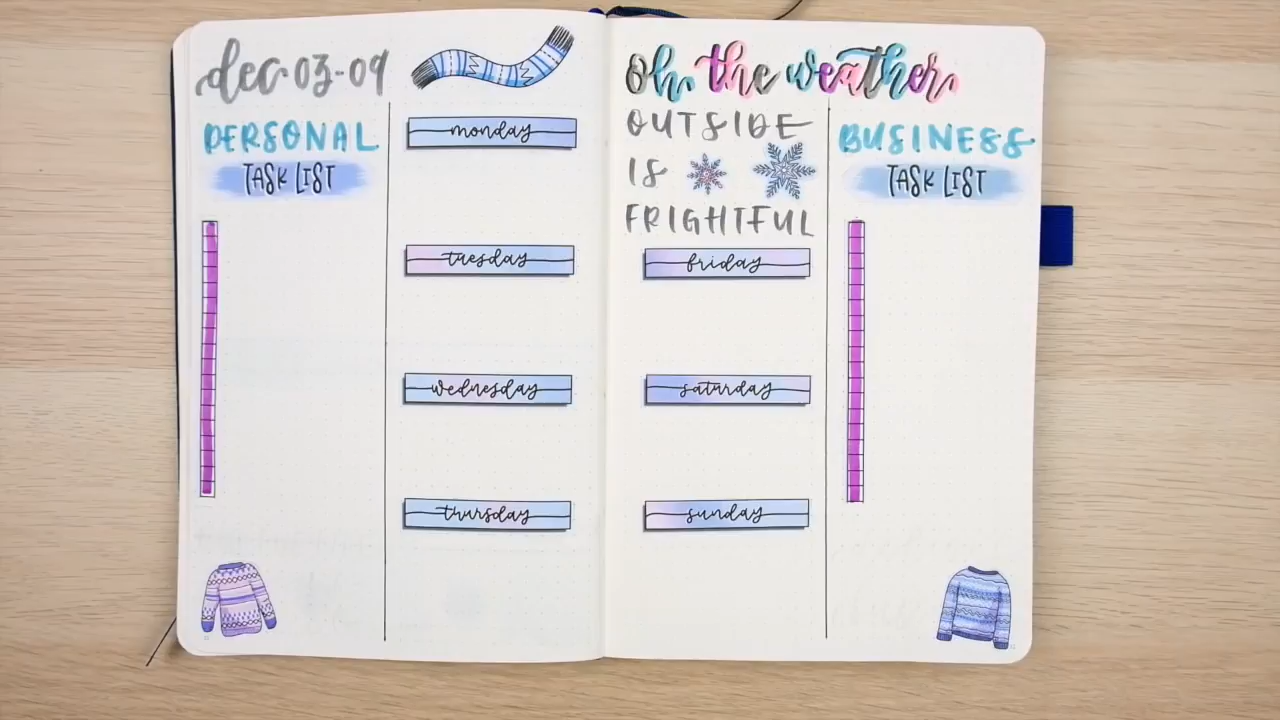 dec 03-09
PERSONAL
TASK LIST
monday
tuesday
wednesday
thursday
oh, the weather
OUTSIDE
IS
FRIGHTFUL
friday
saturday
sunday
BUSINESS
TASK LIST